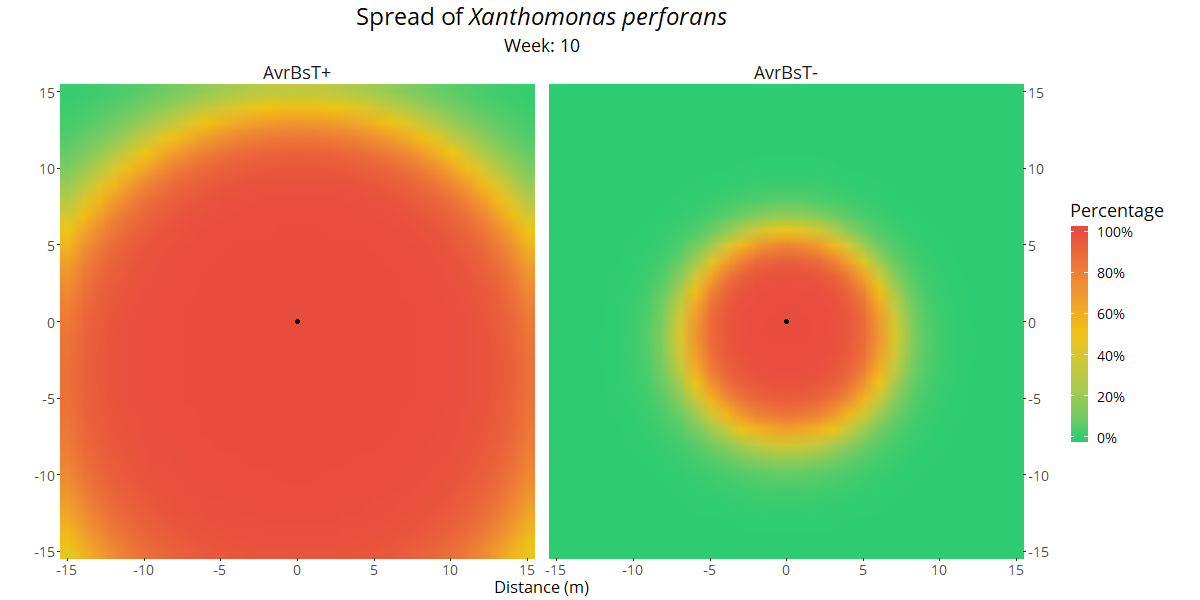 Spread of Xanthomonas perforans
Week: 10
AvrBsT+
AvrBsT-
15
10
5
0
-5
-10
-15
-15 -10 -5 0 5 10 15
-15 -10 -5 0 5 10 15
15
10
5
0
-5
-10
-15
Distance (m)
Percentage
100%
80%
60%
40%
20%
0%